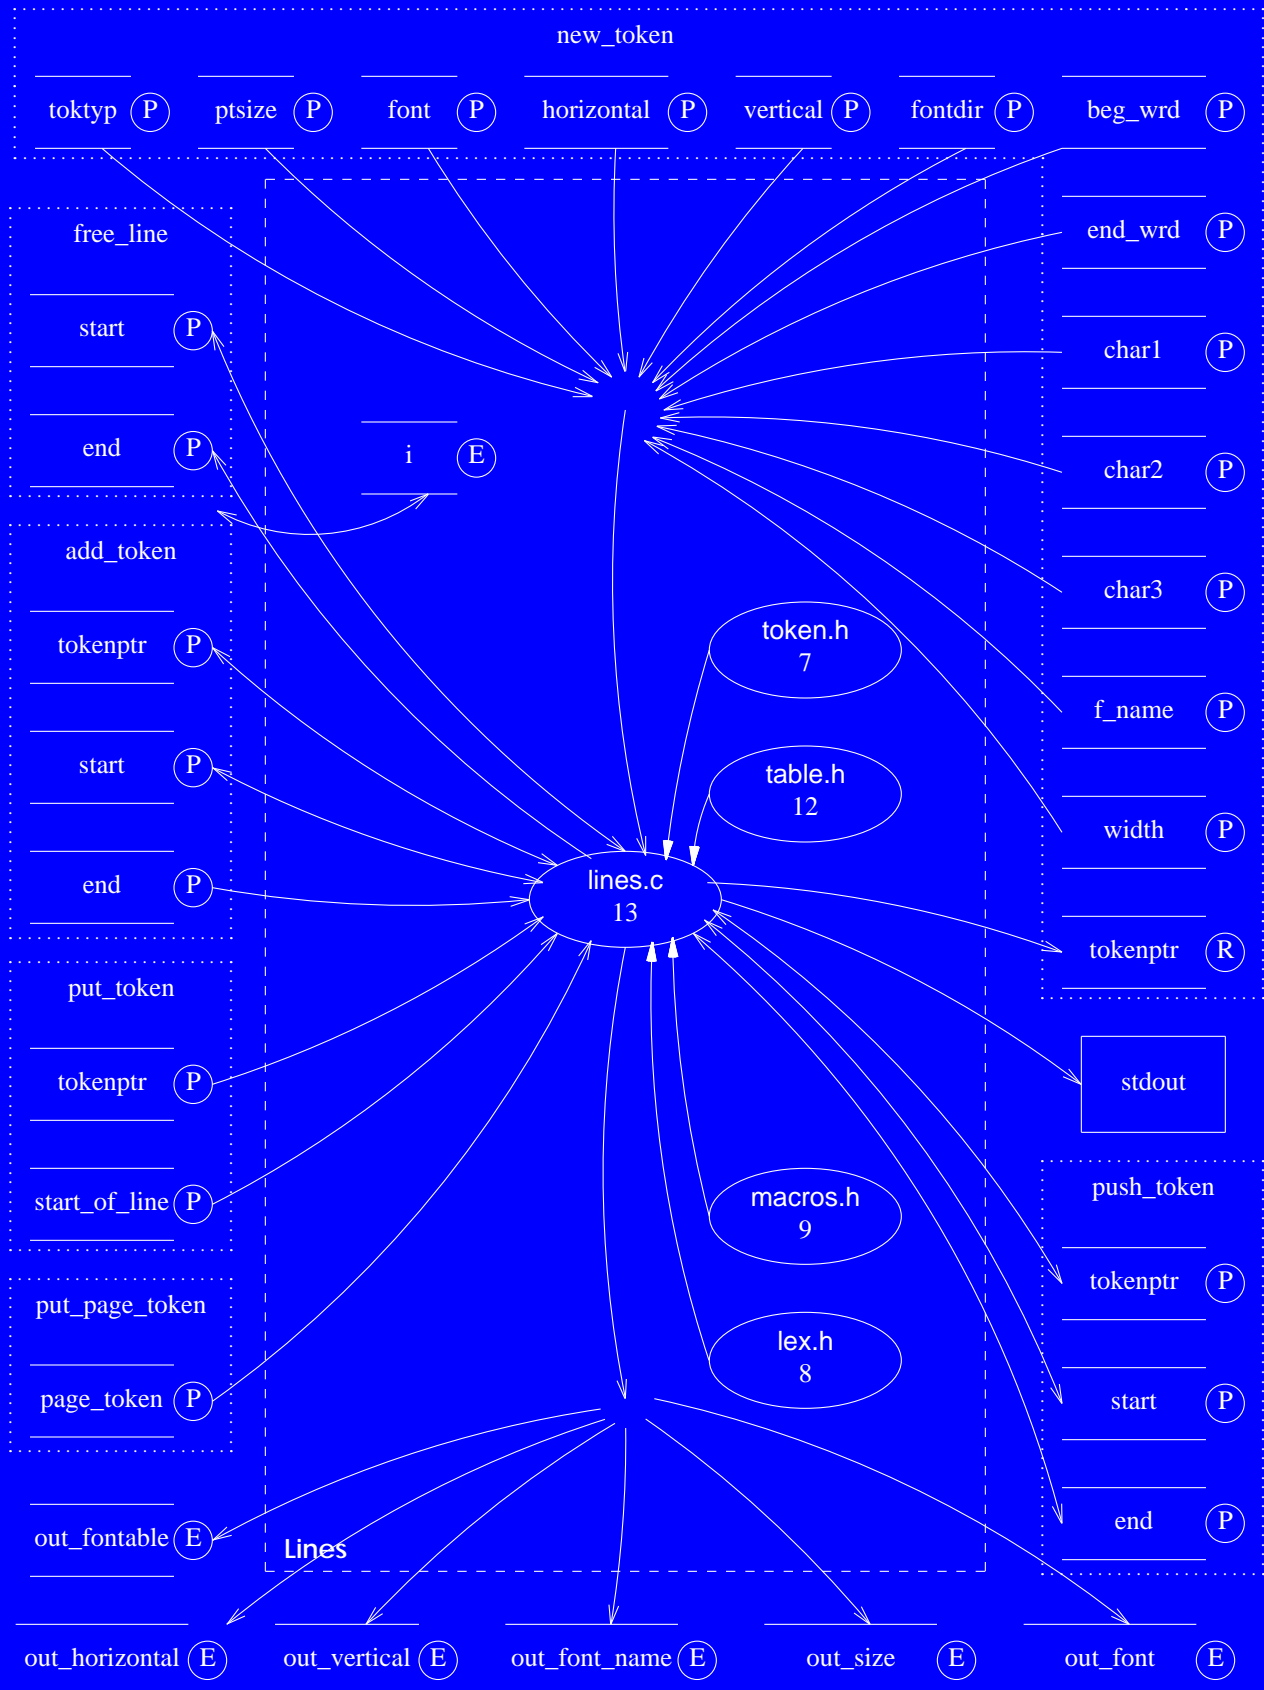 new_token
toktyp P ptsize P font P horizontal P vertical P fontdir P beg_wrd P
free_line
start P
end P
end_wrd P
char1 P
char2 P
char3 P
f_name P
width P
tokenptr R
i E
add_token
tokenptr P
start P
end P
token.h
7
table.h
12
lines.c
13
put_token
tokenptr P
start_of_line P
stdout
macros.h
9
lex.h
8
push_token
tokenptr P
start P
end P
put_page_token
page_token P
out_fontable E
Lines
out_horizontal E out_vertical E out_font_name E out_size E out_font E